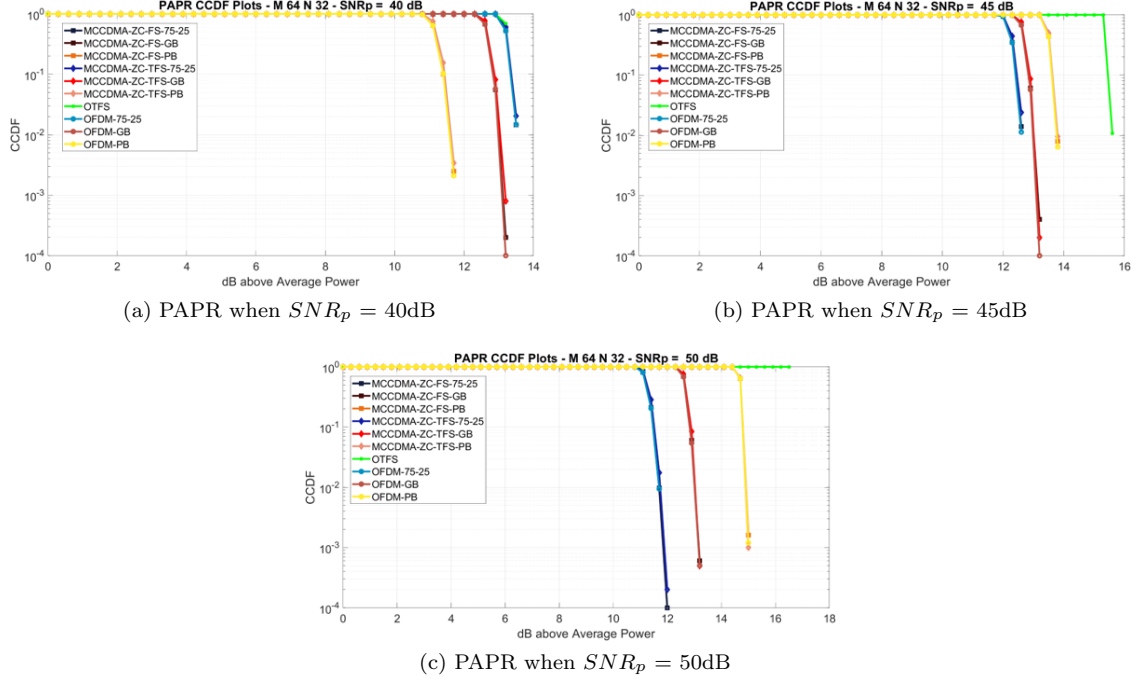 PAPR CCDF Plots - M 64 N 32 - SNRp = 40 dB
10^0
10^-1
10^-2
10^-3
10^-4
CCDF
MCCDMA-ZC-FS-75-25
MCCDMA-ZC-FS-GB
MCCDMA-ZC-FS-PB
MCCDMA-ZC-TFS-75-25
MCCDMA-ZC-TFS-GB
MCCDMA-ZC-TFS-PB
OTFS
OFDM-75-25
OFDM-GB
OFDM-PB
0 2 4 6 8 10 12 14
dB above Average Power
(a) PAPR when SNR_p = 40dB
PAPR CCDF Plots - M 64 N 32 - SNRp = 45 dB
10^0
10^-1
10^-2
10^-3
10^-4
CCDF
MCCDMA-ZC-FS-75-25
MCCDMA-ZC-FS-GB
MCCDMA-ZC-FS-PB
MCCDMA-ZC-TFS-75-25
MCCDMA-ZC-TFS-GB
MCCDMA-ZC-TFS-PB
OTFS
OFDM-75-25
OFDM-GB
OFDM-PB
0 2 4 6 8 10 12 14 16
dB above Average Power
(b) PAPR when SNR_p = 45dB
PAPR CCDF Plots - M 64 N 32 - SNRp = 50 dB
10^0
10^-1
10^-2
10^-3
10^-4
CCDF
MCCDMA-ZC-FS-75-25
MCCDMA-ZC-FS-GB
MCCDMA-ZC-FS-PB
MCCDMA-ZC-TFS-75-25
MCCDMA-ZC-TFS-GB
MCCDMA-ZC-TFS-PB
OTFS
OFDM-75-25
OFDM-GB
OFDM-PB
0 2 4 6 8 10 12 14 16 18
dB above Average Power
(c) PAPR when SNR_p = 50dB